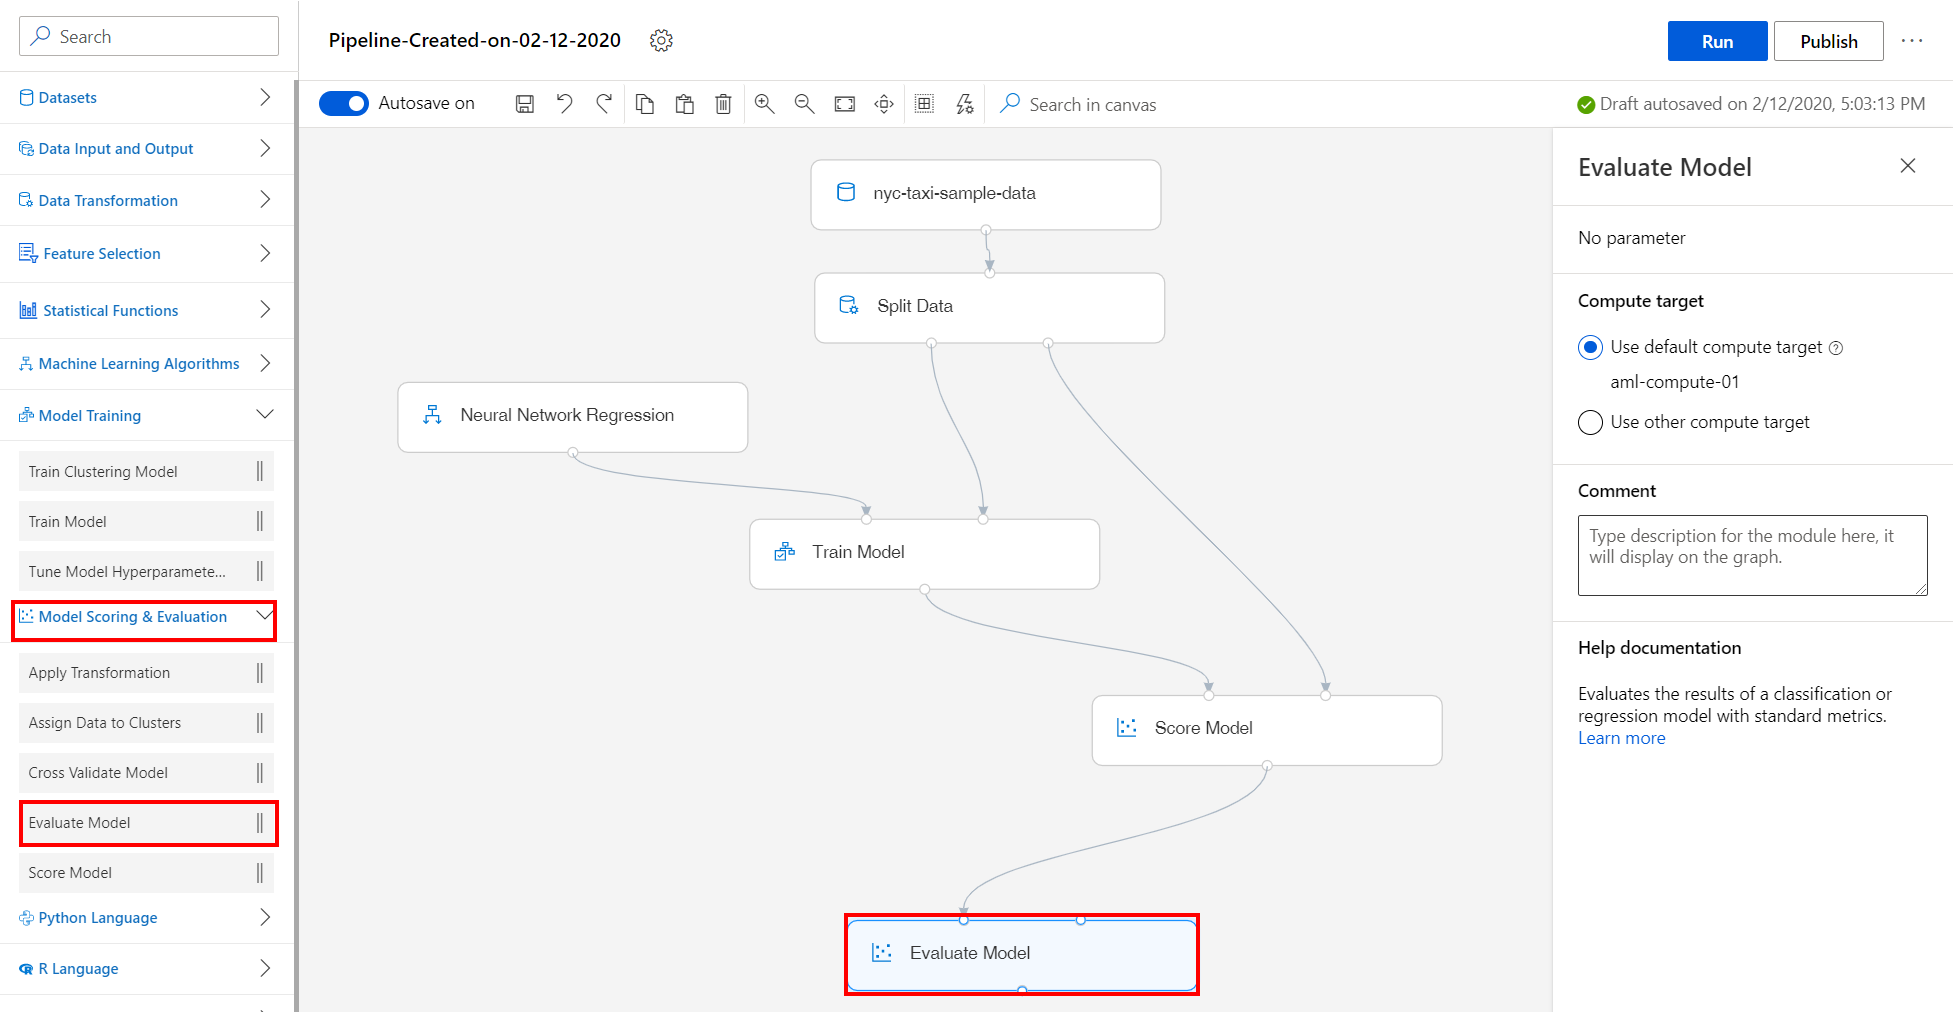 Search
Datasets
Data Input and Output
Data Transformation
Feature Selection
Statistical Functions
Machine Learning Algorithms
Model Training
Train Clustering Model
Train Model
Tune Model Hyperparamete...
Model Scoring & Evaluation
Apply Transformation
Assign Data to Clusters
Cross Validate Model
Evaluate Model
Score Model
Python Language
R Language
Pipeline-Created-on-02-12-2020
Run
Publish
Autosave on
Search in canvas
Draft autosaved on 2/12/2020, 5:03:13 PM
nyc-taxi-sample-data
Split Data
Neural Network Regression
Train Model
Score Model
Evaluate Model
Evaluate Model
No parameter
Compute target
Use default compute target
aml-compute-01
Use other compute target
Comment
Type description for the module here, it
will display on the graph.
Help documentation
Evaluates the results of a classification or
regression model with standard metrics.
Learn more